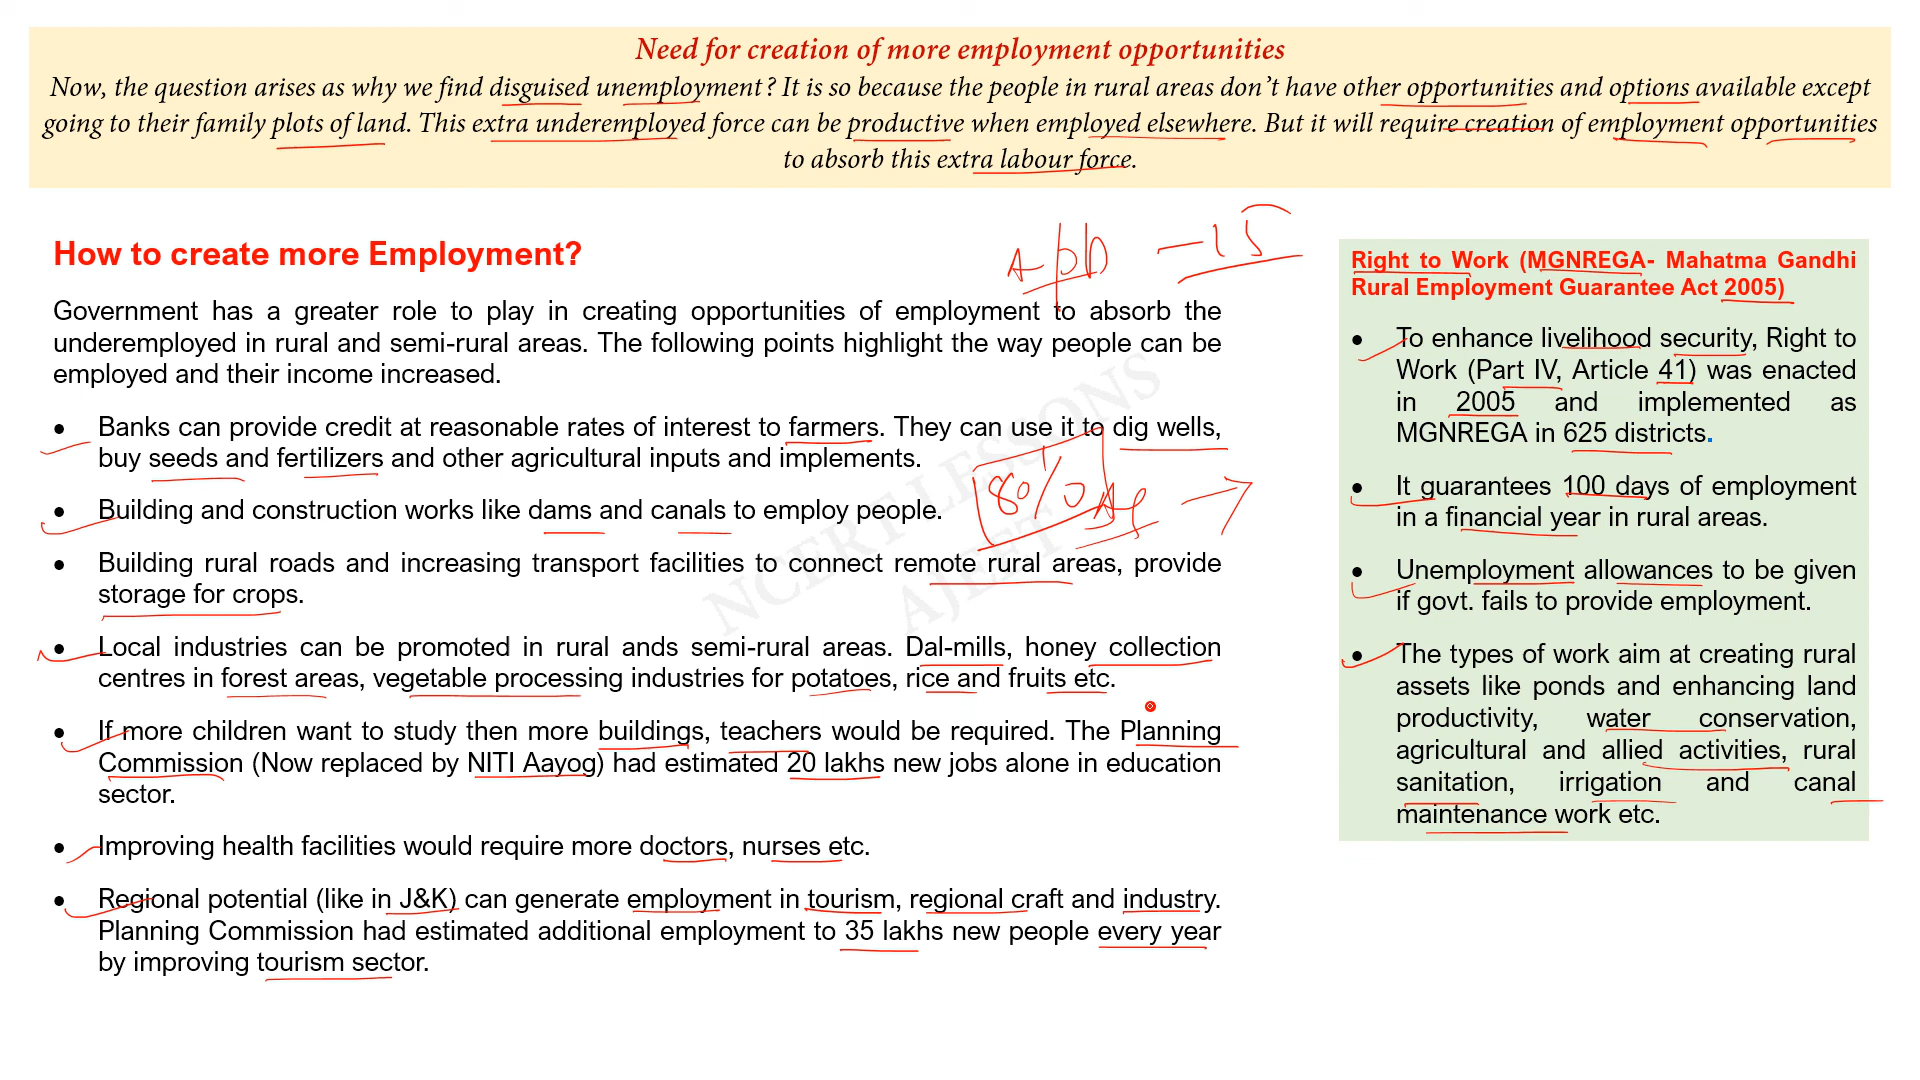 Need for creation of more employment opportunities
Now, the question arises as why we find disguised unemployment? It is so because the people in rural areas don't have other opportunities and options available except
going to their family plots of land. This extra underemployed force can be productive when employed elsewhere. But it will require creation of employment opportunities
to absorb this extra labour force.
How to create more Employment?
Government has a greater role to play in creating opportunities of employment to absorb the
underemployed in rural and semi-rural areas. The following points highlight the way people can be
employed and their income increased.
• Banks can provide credit at reasonable rates of interest to farmers. They can use it to dig wells,
buy seeds and fertilizers and other agricultural inputs and implements.
• Building and construction works like dams and canals to employ people.
• Building rural roads and increasing transport facilities to connect remote rural areas, provide
storage for crops.
• Local industries can be promoted in rural ands semi-rural areas. Dal-mills, honey collection
centres in forest areas, vegetable processing industries for potatoes, rice and fruits etc.
• If more children want to study then more buildings, teachers would be required. The Planning
Commission (Now replaced by NITI Aayog) had estimated 20 lakhs new jobs alone in education
sector.
• Improving health facilities would require more doctors, nurses etc.
• Regional potential (like in J&K) can generate employment in tourism, regional craft and industry.
Planning Commission had estimated additional employment to 35 lakhs new people every year
by improving tourism sector.
- 15
80%
NCERT LESSONS
AJEET
Right to Work (MGNREGA- Mahatma Gandhi
Rural Employment Guarantee Act 2005)
• To enhance livelihood security, Right to
Work (Part IV, Article 41) was enacted
in 2005 and implemented as
MGNREGA in 625 districts.
• It guarantees 100 days of employment
in a financial year in rural areas.
• Unemployment allowances to be given
if govt. fails to provide employment.
• The types of work aim at creating rural
assets like ponds and enhancing land
productivity, water conservation,
agricultural and allied activities, rural
sanitation, irrigation and canal
maintenance work etc.